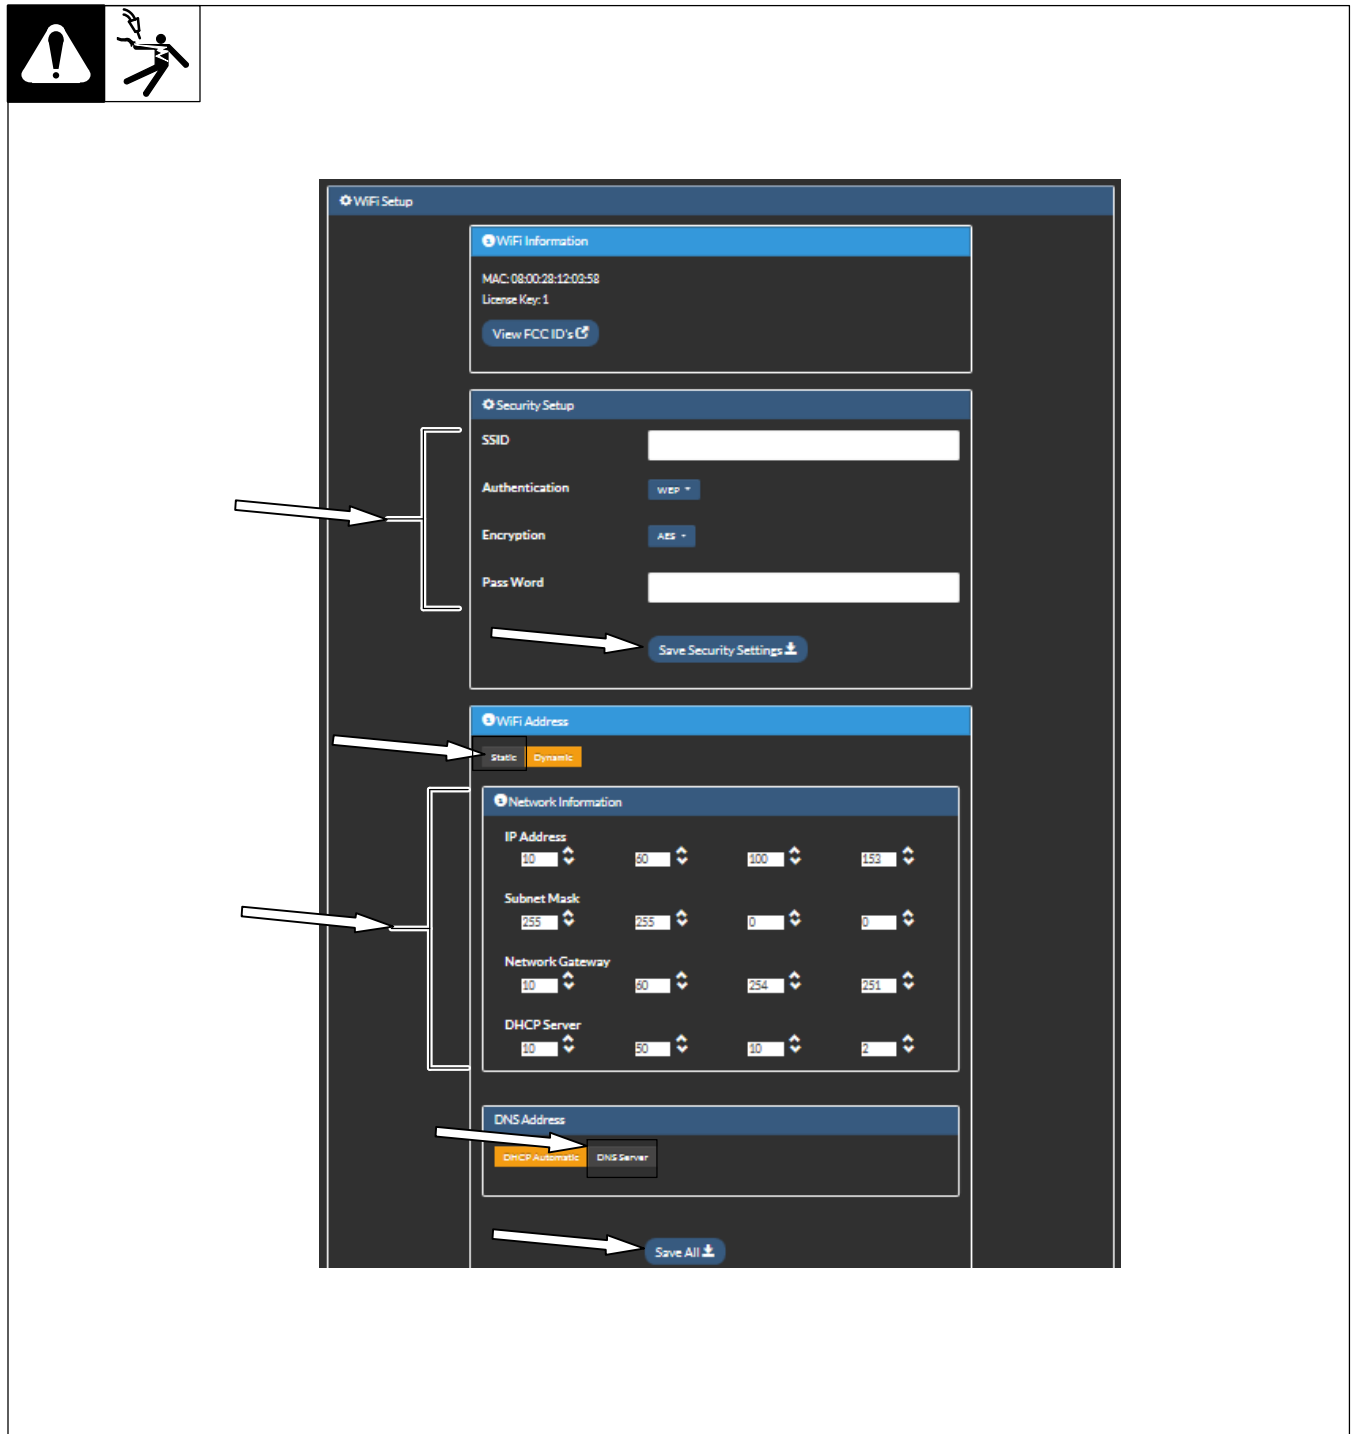 WiFi Setup
WiFi Information
MAC: 08:00:28:12:03:58
License Key: 1
View FCC ID's
Security Setup
SSID
Authentication WEP
Encryption AES
Pass Word
Save Security Settings
WiFi Address
Static Dynamic
Network Information
IP Address
10 60 100 153
Subnet Mask
255 255 0 0
Network Gateway
10 60 254 251
DHCP Server
10 50 10 2
DNS Address
DHCP Automatic DNS Server
Save All